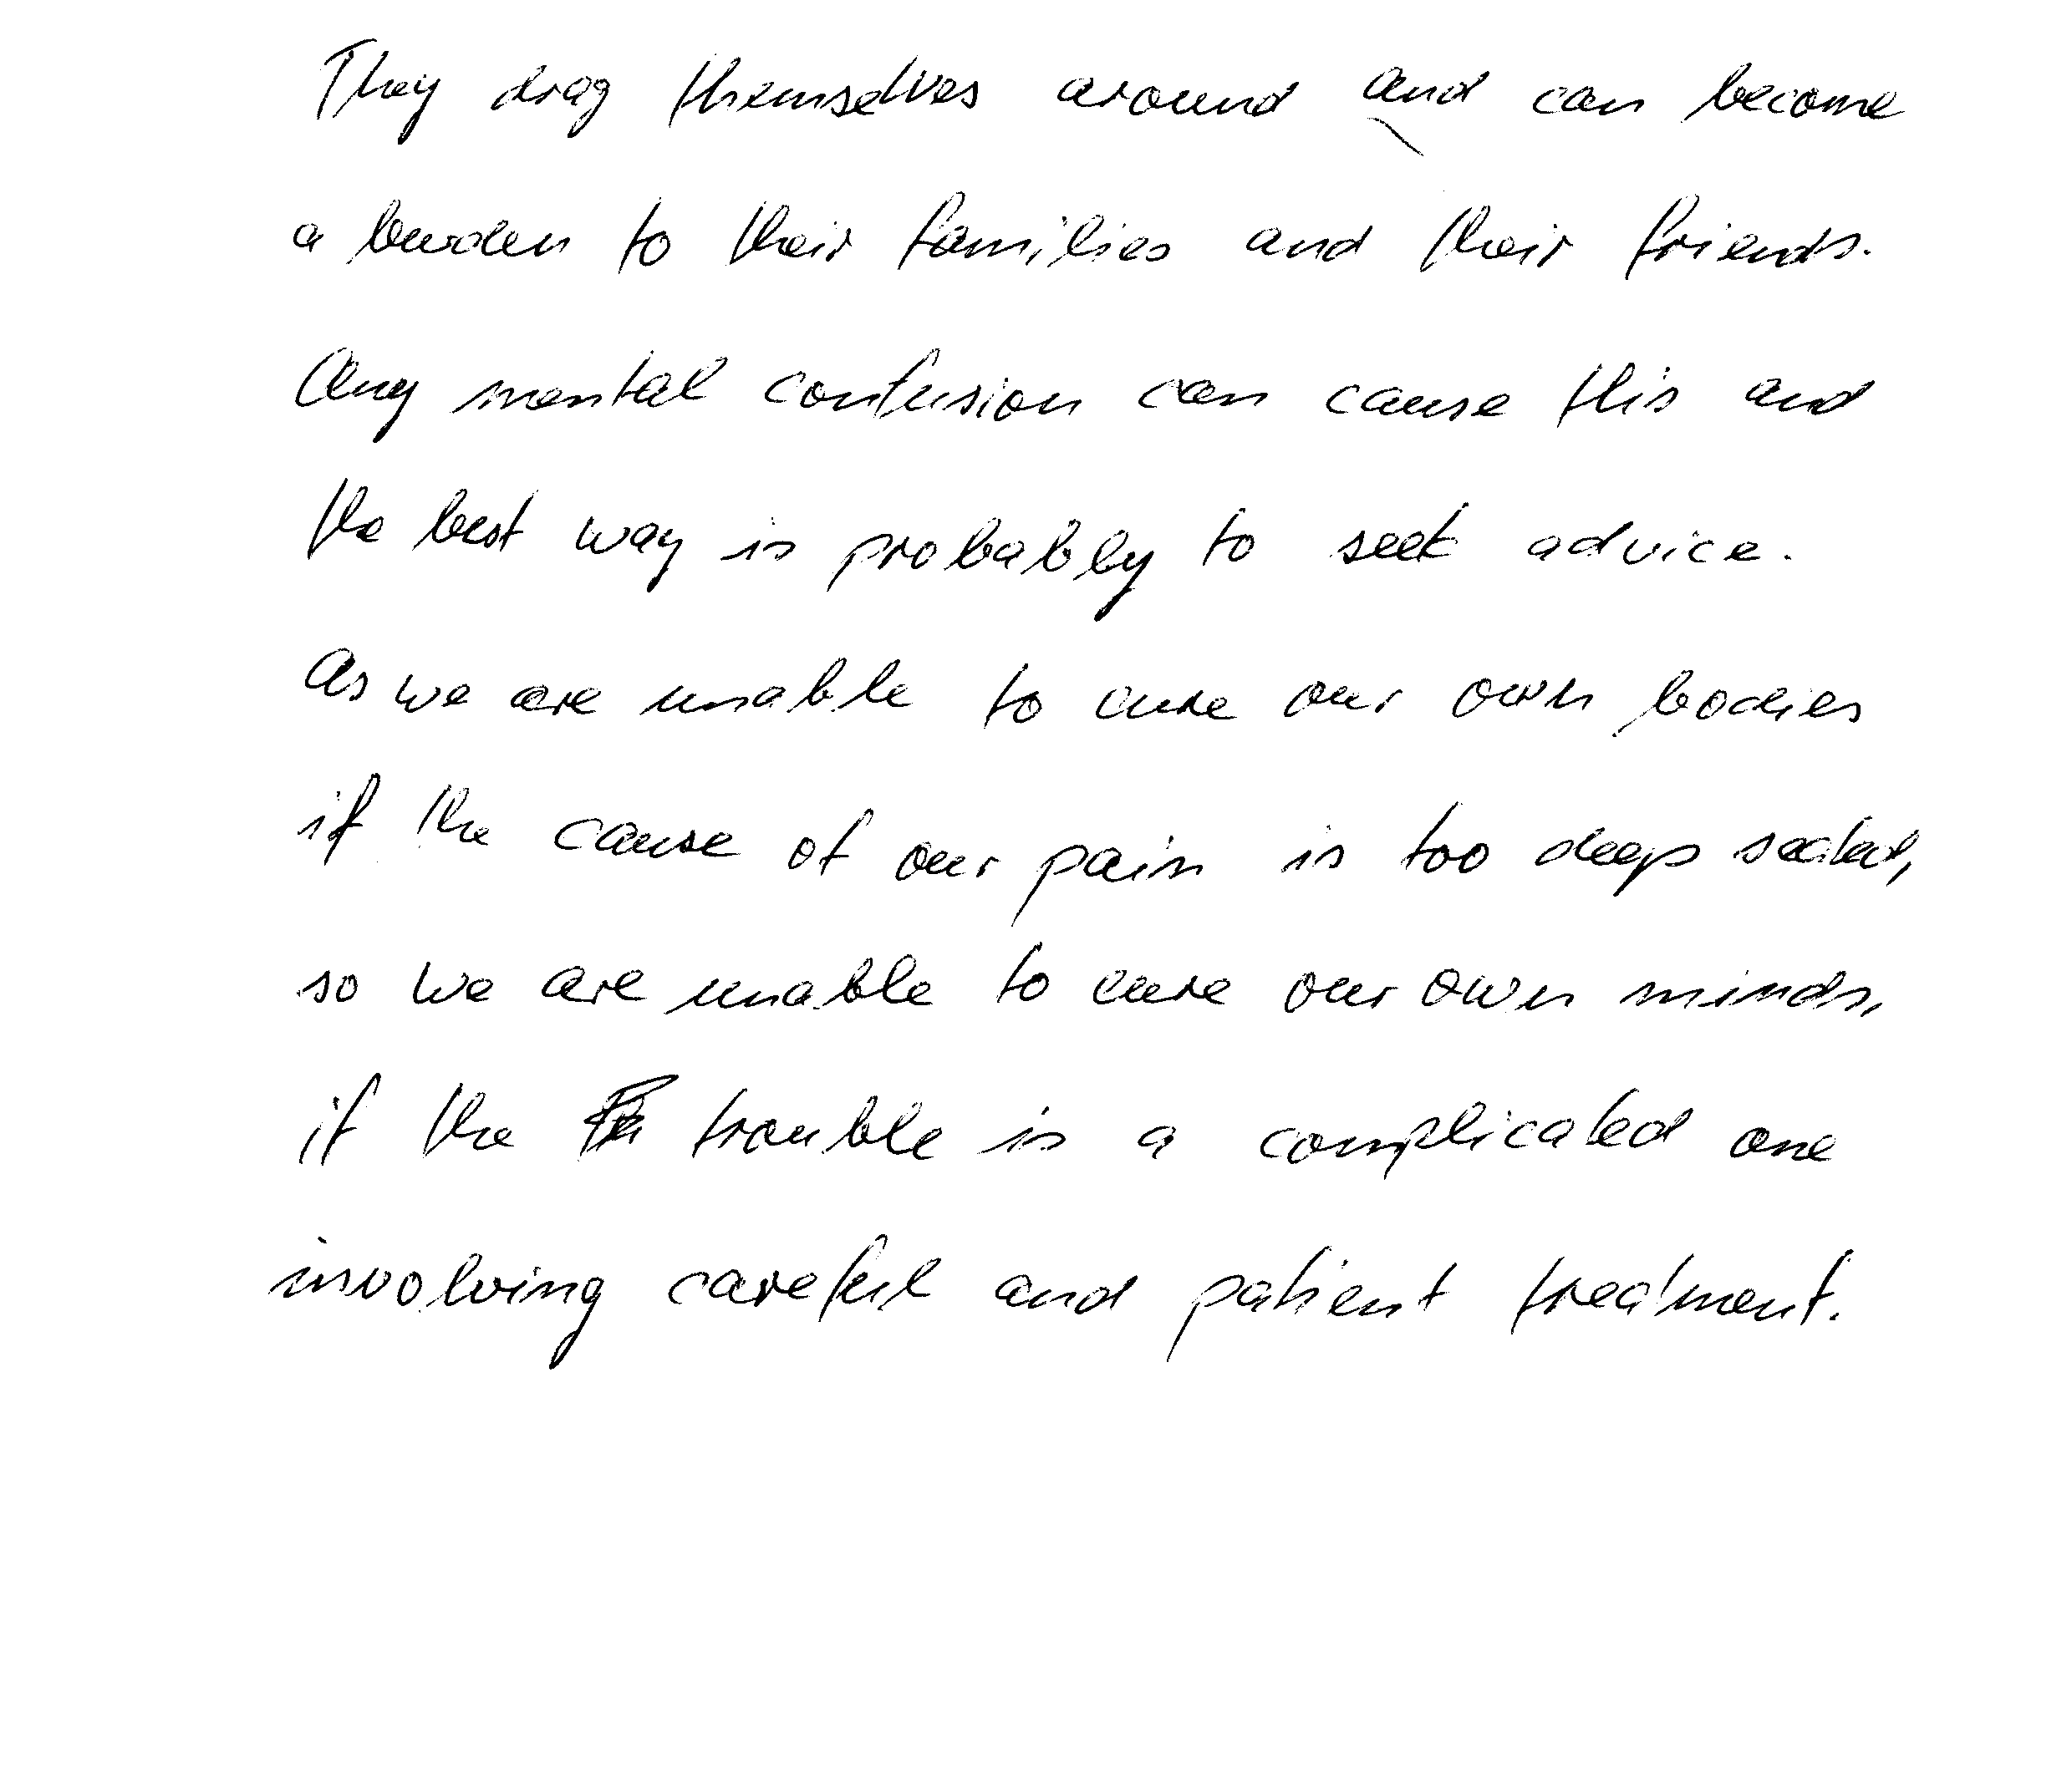 They drag themselves around and can become
a burden to their families and their friends.
Any mental confusion can cause this and
the best way is probably to seek advice.
As we are unable to cure our own bodies
if the cause of our pain is too deep seated,
so we are unable to cure our own minds,
if the trouble is a complicated one
involving careful and patient treatment.